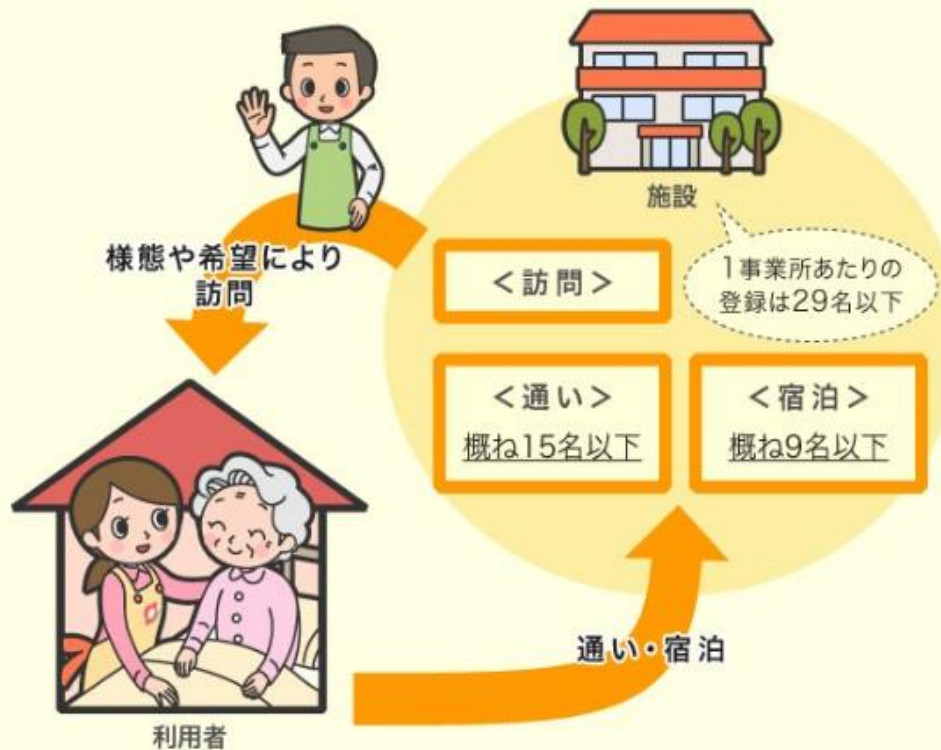 施設
様態や希望により
訪問
＜訪問＞
1事業所あたりの
登録は29名以下
＜通い＞
概ね15名以下
＜宿泊＞
概ね9名以下
通い・宿泊
利用者